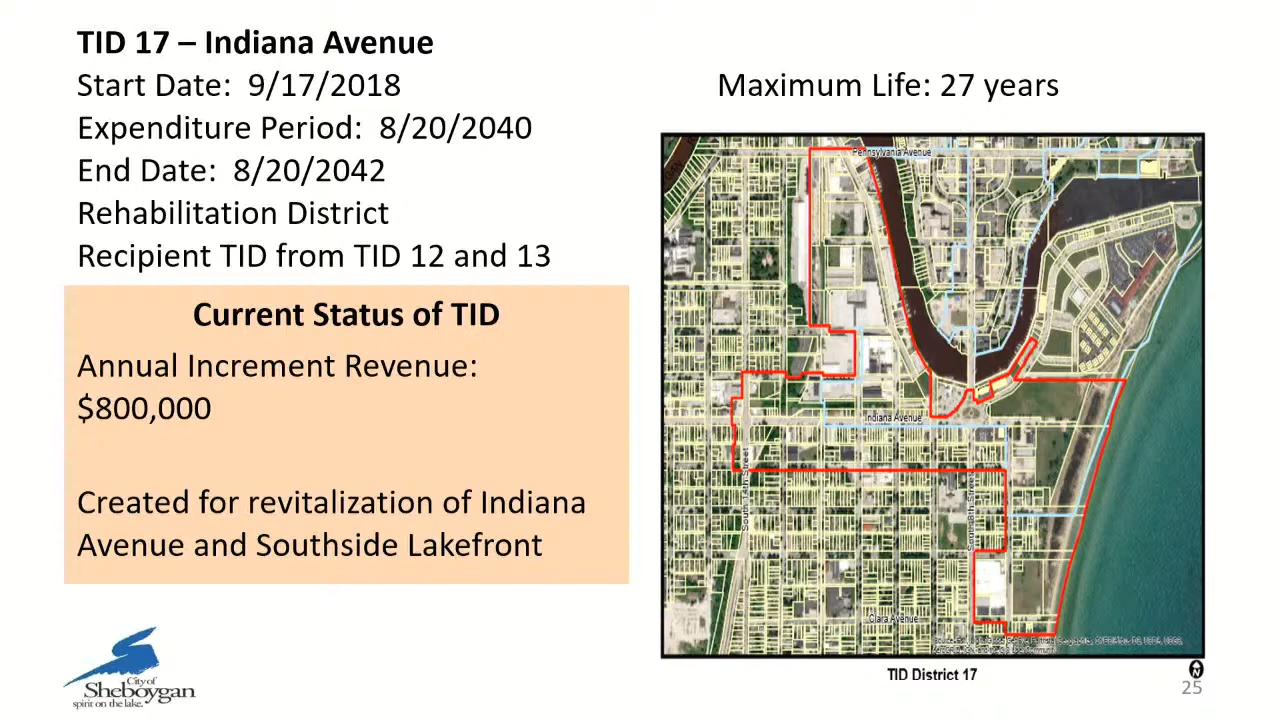 TID 17 – Indiana Avenue
Start Date: 9/17/2018
Expenditure Period: 8/20/2040
End Date: 8/20/2042
Rehabilitation District
Recipient TID from TID 12 and 13
Current Status of TID
Annual Increment Revenue:
$800,000
Created for revitalization of Indiana
Avenue and Southside Lakefront
City of
Sheboygan
spirit on the lake.
Maximum Life: 27 years
Pennsylvania Avenue
Indiana Avenue
South 14th Street
South 8th Street
Clara Avenue
TID District 17
N
25